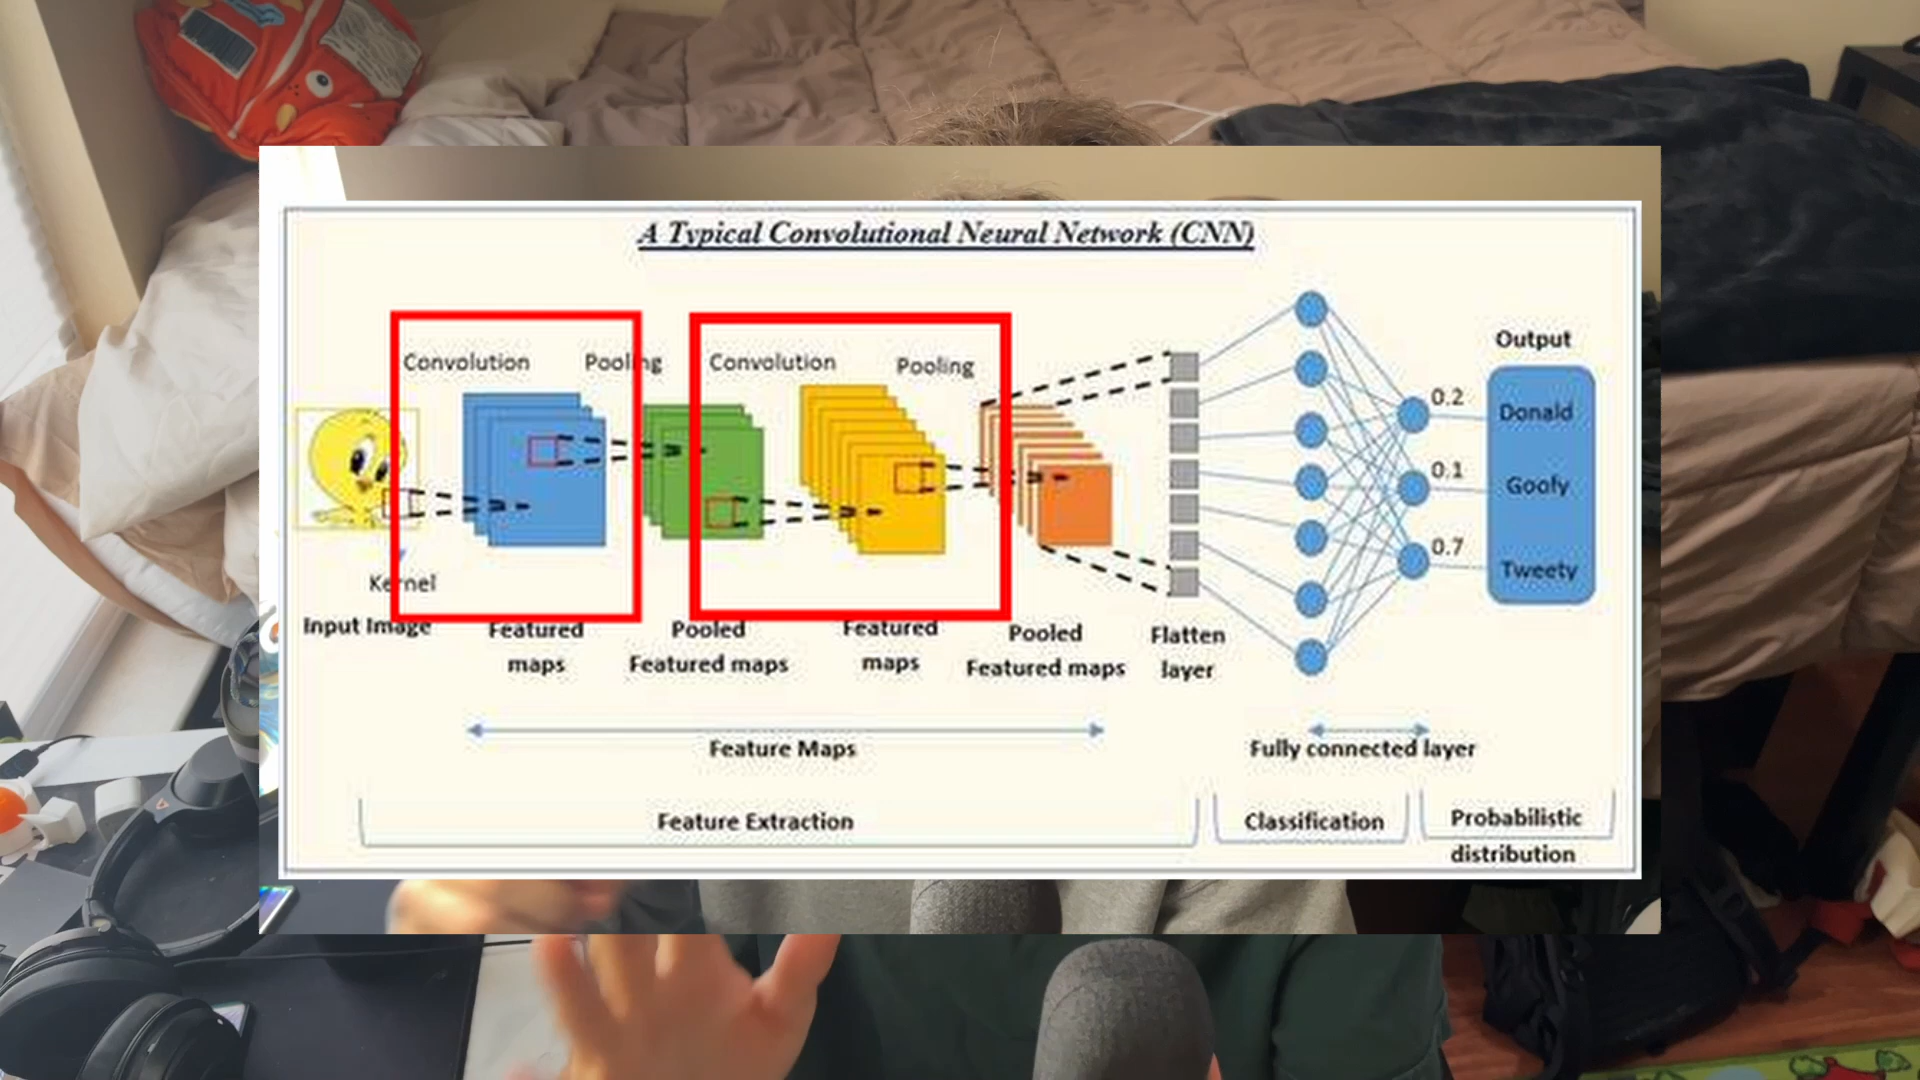 A Typical Convolutional Neural Network (CNN)
Convolution
Pooling
Convolution
Pooling
Output
0.2
Donald
0.1
Goofy
0.7
Tweety
Kernel
Input Image
Featured
maps
Pooled
Featured maps
Featured
maps
Pooled
Featured maps
Flatten
layer
Feature Maps
Fully connected layer
Feature Extraction
Classification
Probabilistic
distribution